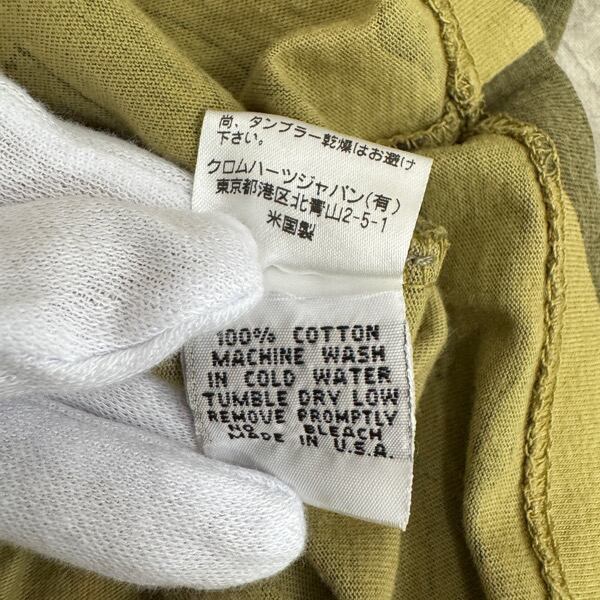 尚、タンブラー乾燥はお避け
下さい。
クロムハーツジャパン(有)
東京都港区北青山2-5-1
米国製
100% COTTON
MACHINE WASH
IN COLD WATER
TUMBLE DRY LOW
REMOVE PROMPTLY
NO BLEACH
MADE IN U.S.A.